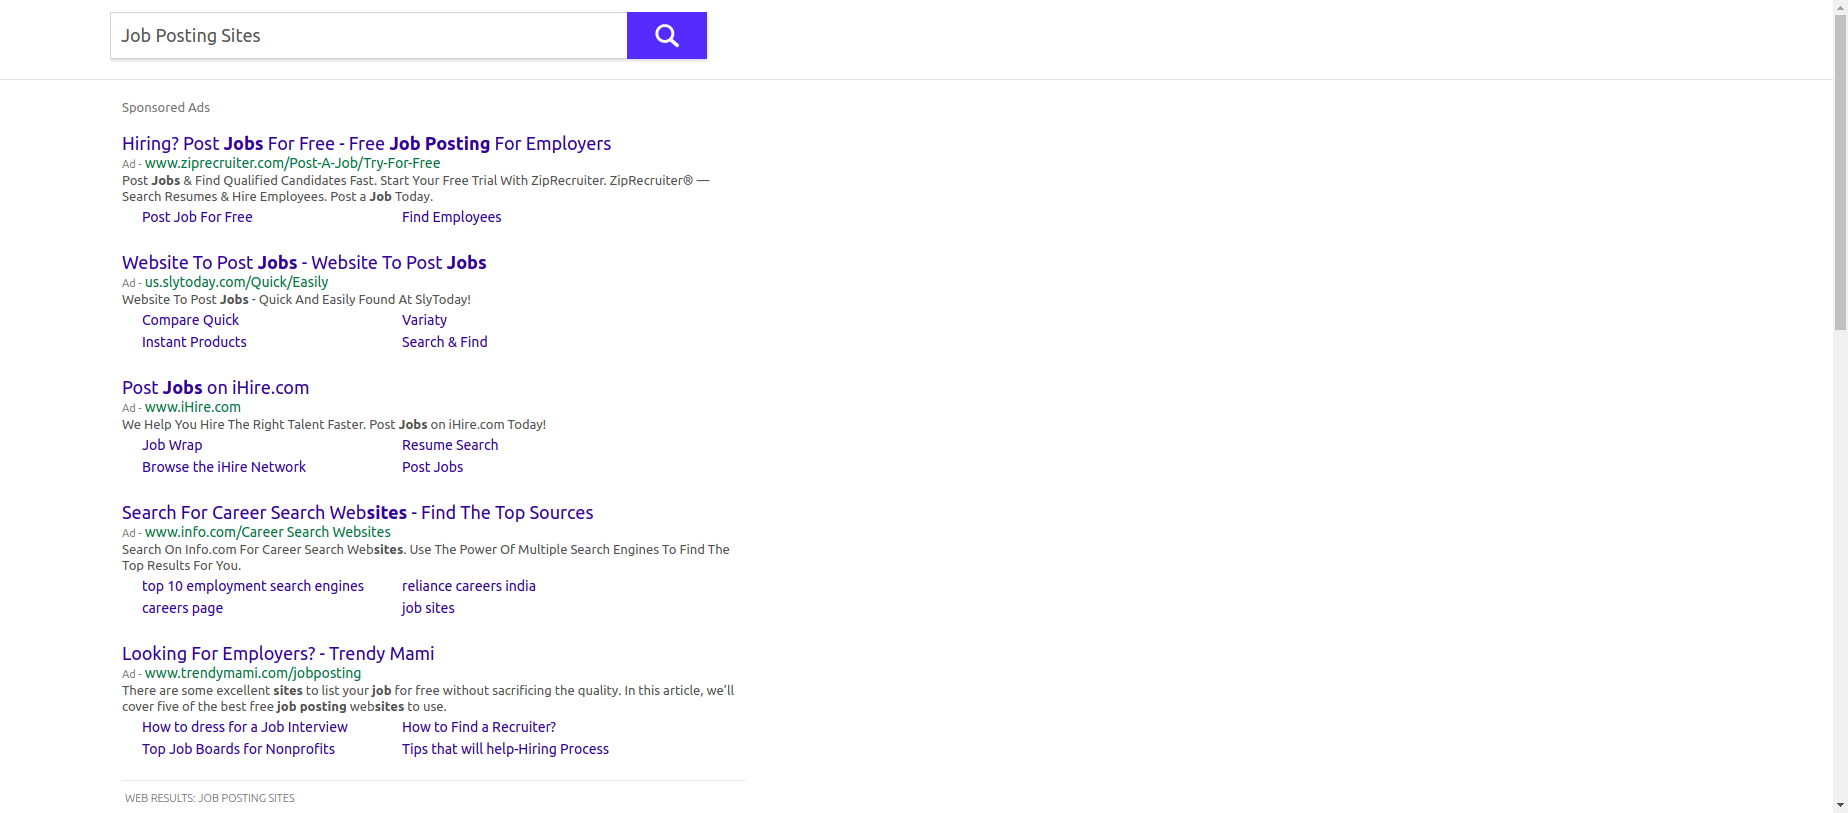 Job Posting Sites
Sponsored Ads
Hiring? Post Jobs For Free - Free Job Posting For Employers
Ad - www.ziprecruiter.com/Post-A-Job/Try-For-Free
Post Jobs & Find Qualified Candidates Fast. Start Your Free Trial With ZipRecruiter. ZipRecruiter® —
Search Resumes & Hire Employees. Post a Job Today.
Post Job For Free Find Employees
Website To Post Jobs - Website To Post Jobs
Ad - us.slytoday.com/Quick/Easily
Website To Post Jobs - Quick And Easily Found At SlyToday!
Compare Quick Variaty
Instant Products Search & Find
Post Jobs on iHire.com
Ad - www.iHire.com
We Help You Hire The Right Talent Faster. Post Jobs on iHire.com Today!
Job Wrap Resume Search
Browse the iHire Network Post Jobs
Search For Career Search Websites - Find The Top Sources
Ad - www.info.com/Career Search Websites
Search On Info.com For Career Search Websites. Use The Power Of Multiple Search Engines To Find The
Top Results For You.
top 10 employment search engines reliance careers india
careers page job sites
Looking For Employers? - Trendy Mami
Ad - www.trendymami.com/jobposting
There are some excellent sites to list your job for free without sacrificing the quality. In this article, we’ll
cover five of the best free job posting websites to use.
How to dress for a Job Interview How to Find a Recruiter?
Top Job Boards for Nonprofits Tips that will help-Hiring Process
WEB RESULTS: JOB POSTING SITES